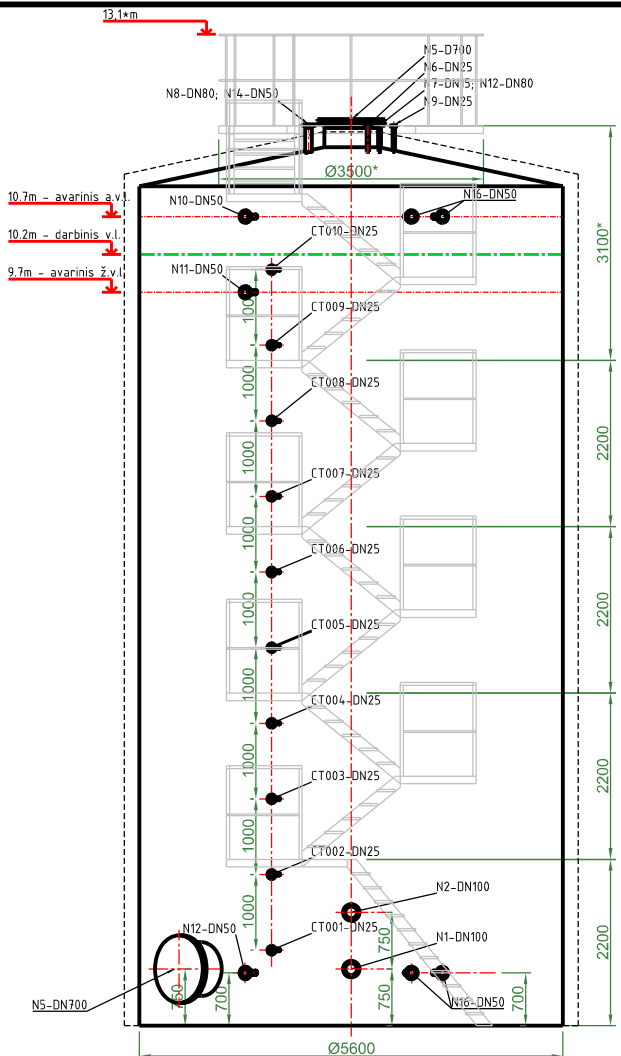 13,1*m
N5-D700
N6-DN25
N8-DN80; N14-DN50
N7-DN15; N12-DN80
N9-DN25
Ø3500*
10.7m - avarinis a.v.l.
N10-DN50
N16-DN50
3100*
10.2m - darbinis v.l.
CT010-DN25
9.7m - avarinis ž.v.l.
N11-DN50
1000
CT009-DN25
1000
CT008-DN25
2200
1000
CT007-DN25
1000
CT006-DN25
2200
1000
CT005-DN25
1000
CT004-DN25
1000
CT003-DN25
2200
1000
CT002-DN25
1000
N2-DN100
2200
N12-DN50
CT001-DN25
750
N1-DN100
N5-DN700
750
700
750
N16-DN50
700
Ø5600